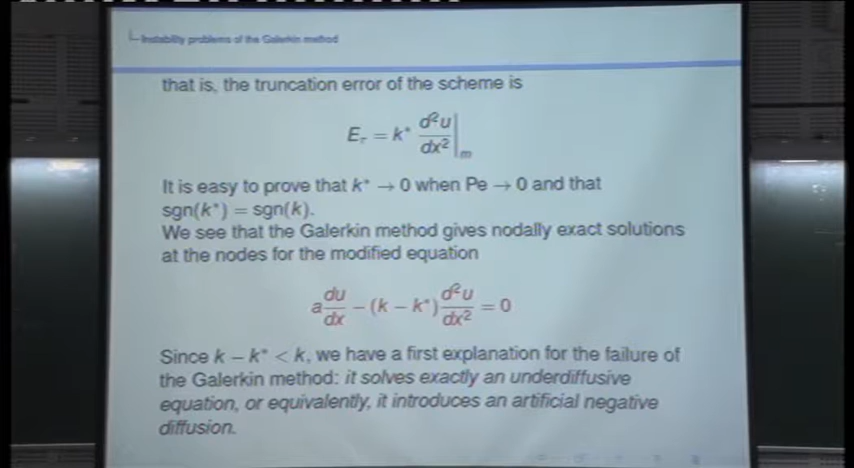 Instability problems of the Galerkin method
that is, the truncation error of the scheme is
E_τ = k* d²u/dx² |_m
It is easy to prove that k* → 0 when Pe → 0 and that
sgn(k*) = sgn(k).
We see that the Galerkin method gives nodally exact solutions
at the nodes for the modified equation
a du/dx − (k − k*) d²u/dx² = 0
Since k − k* < k, we have a first explanation for the failure of
the Galerkin method: it solves exactly an underdiffusive
equation, or equivalently, it introduces an artificial negative
diffusion.